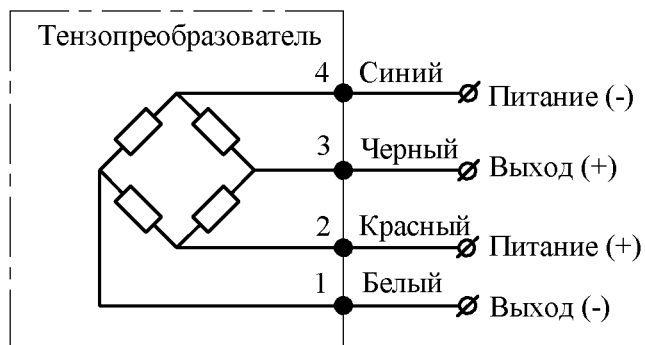 Тензопреобразователь
4 Синий Питание (-)
3 Черный Выход (+)
2 Красный Питание (+)
1 Белый Выход (-)